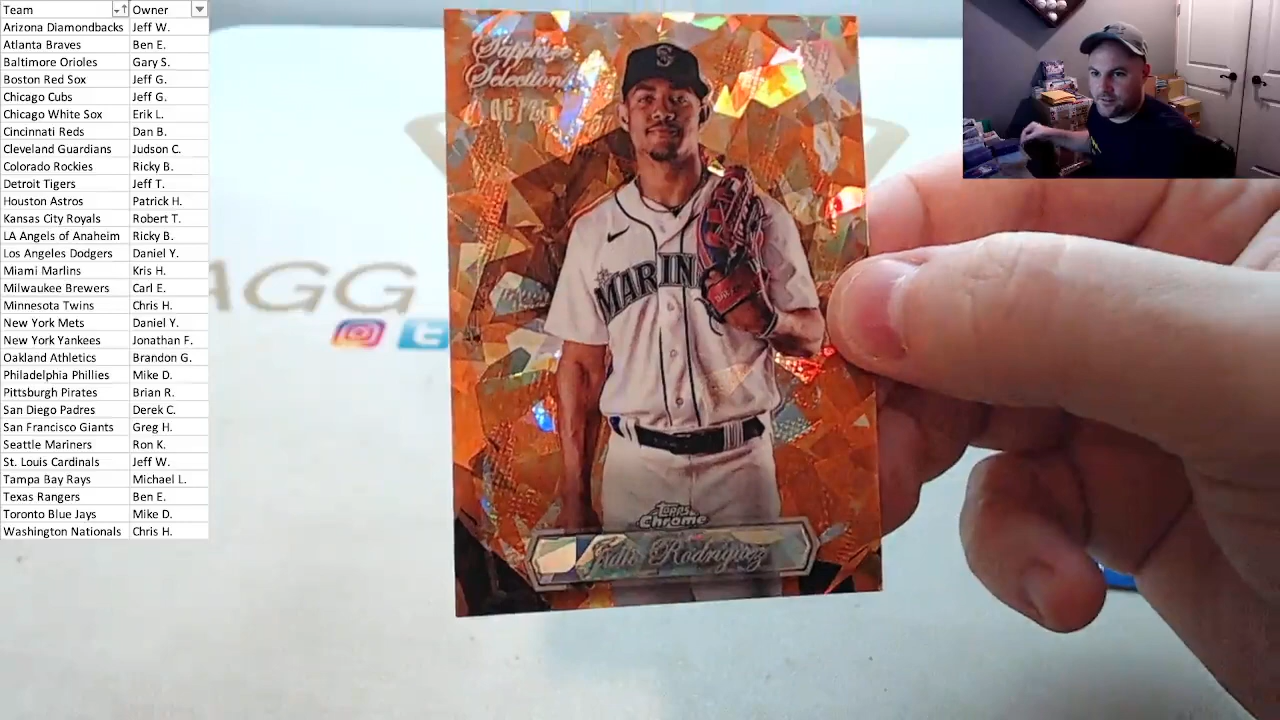 Team Owner
Arizona Diamondbacks Jeff W.
Atlanta Braves Ben E.
Baltimore Orioles Gary S.
Boston Red Sox Jeff G.
Chicago Cubs Jeff G.
Chicago White Sox Erik L.
Cincinnati Reds Dan B.
Cleveland Guardians Judson C.
Colorado Rockies Ricky B.
Detroit Tigers Jeff T.
Houston Astros Patrick H.
Kansas City Royals Robert T.
LA Angels of Anaheim Ricky B.
Los Angeles Dodgers Daniel Y.
Miami Marlins Kris H.
Milwaukee Brewers Carl E.
Minnesota Twins Chris H.
New York Mets Daniel Y.
New York Yankees Jonathan F.
Oakland Athletics Brandon G.
Philadelphia Phillies Mike D.
Pittsburgh Pirates Brian R.
San Diego Padres Derek C.
San Francisco Giants Greg H.
Seattle Mariners Ron K.
St. Louis Cardinals Jeff W.
Tampa Bay Rays Michael L.
Texas Rangers Ben E.
Toronto Blue Jays Mike D.
Washington Nationals Chris H.
Sapphire
Selections
06/25
S
MARIN
AGG
Topps
Chrome
Julio Rodríguez